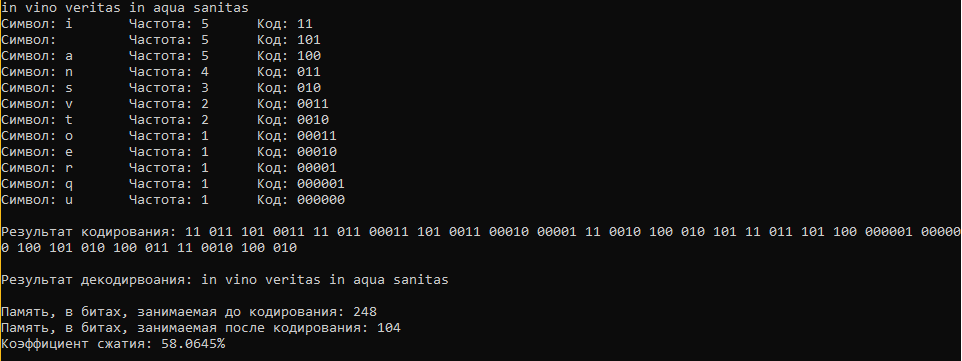 in vino veritas in aqua sanitas
Символ: i Частота: 5 Код: 11
Символ:   Частота: 5 Код: 101
Символ: a Частота: 5 Код: 100
Символ: n Частота: 4 Код: 011
Символ: s Частота: 3 Код: 010
Символ: v Частота: 2 Код: 0011
Символ: t Частота: 2 Код: 0010
Символ: o Частота: 1 Код: 00011
Символ: e Частота: 1 Код: 00010
Символ: r Частота: 1 Код: 00001
Символ: q Частота: 1 Код: 000001
Символ: u Частота: 1 Код: 000000
Результат кодирования: 11 011 101 0011 11 011 00011 101 0011 00010 00001 11 0010 100 010 101 11 011 101 100 000001 00000
0 100 101 010 100 011 11 0010 100 010
Результат декодирвоания: in vino veritas in aqua sanitas
Память, в битах, занимаемая до кодирования: 248
Память, в битах, занимаемая после кодирования: 104
Коэффициент сжатия: 58.0645%